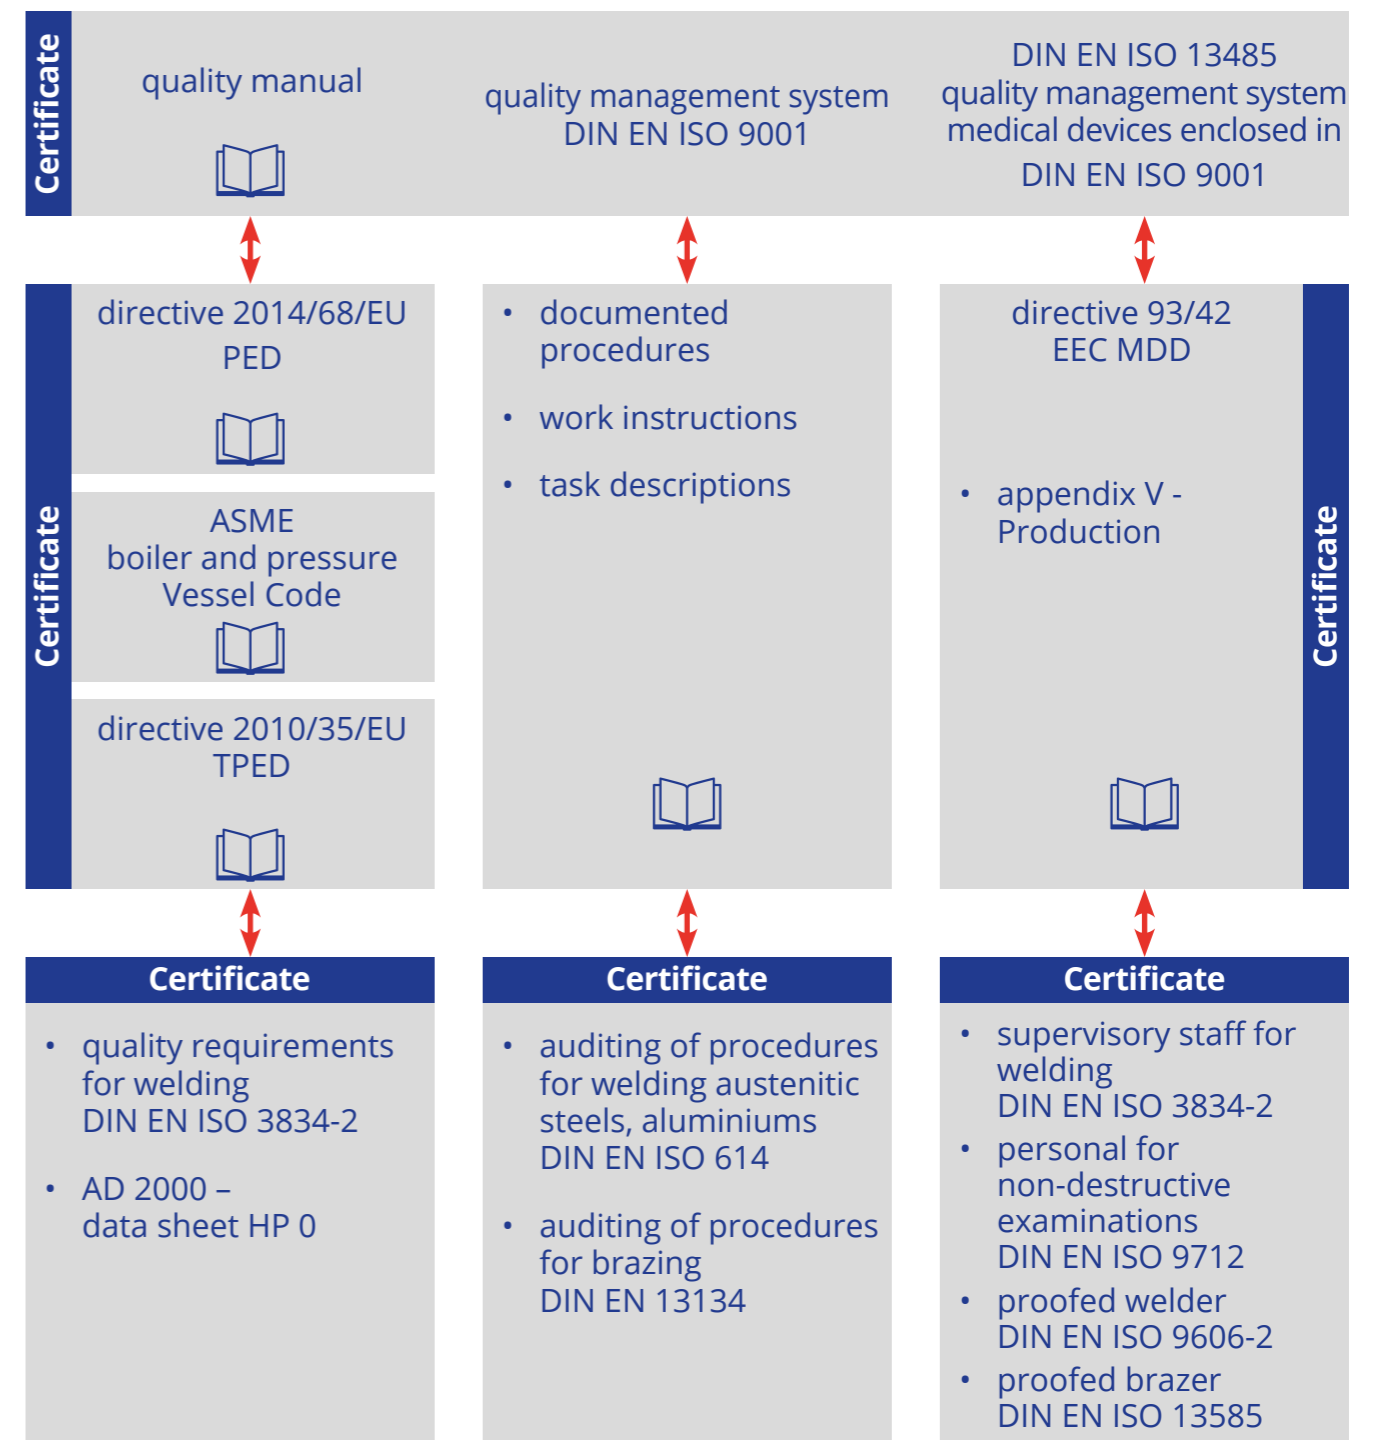 Certificate
quality manual
quality management system
DIN EN ISO 9001
DIN EN ISO 13485
quality management system
medical devices enclosed in
DIN EN ISO 9001
Certificate
directive 2014/68/EU
PED
ASME
boiler and pressure
Vessel Code
directive 2010/35/EU
TPED
• documented
procedures
• work instructions
• task descriptions
directive 93/42
EEC MDD
• appendix V -
Production
Certificate
Certificate
• quality requirements
for welding
DIN EN ISO 3834-2
• AD 2000 –
data sheet HP 0
Certificate
• auditing of procedures
for welding austenitic
steels, aluminiums
DIN EN ISO 614
• auditing of procedures
for brazing
DIN EN 13134
Certificate
• supervisory staff for
welding
DIN EN ISO 3834-2
• personal for
non-destructive
examinations
DIN EN ISO 9712
• proofed welder
DIN EN ISO 9606-2
• proofed brazer
DIN EN ISO 13585